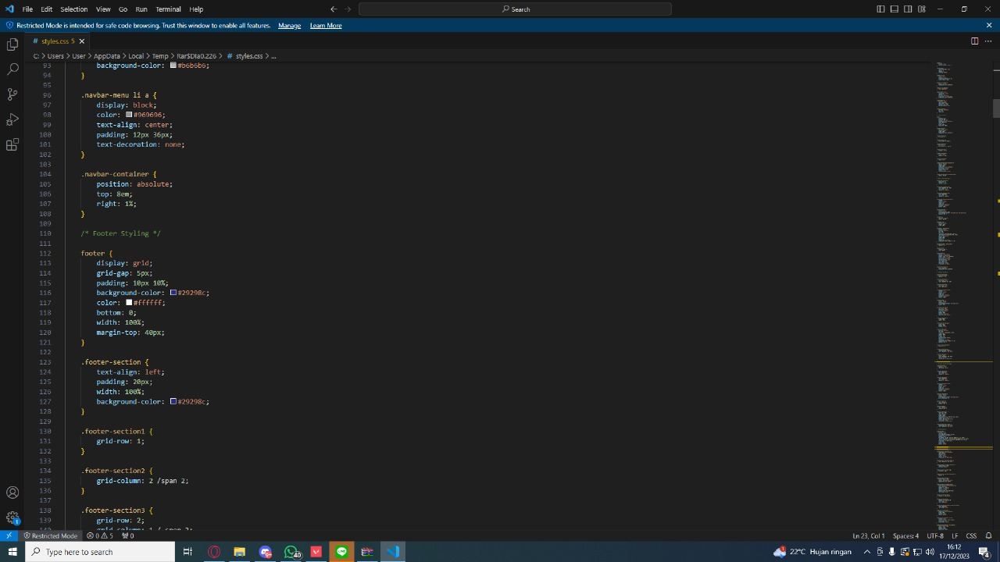 File Edit Selection View Go Run Terminal Help
Search
Restricted Mode is intended for safe code browsing. Trust this window to enable all features. Manage Learn More
# styles.css 5
C: > Users > User > AppData > Local > Temp > Rar$DIa0.226 > # styles.css > ...
93 background-color: #b6b6b6;
94 }
95
96 .navbar-menu li a {
97 display: block;
98 color: #969696;
99 text-align: center;
100 padding: 12px 36px;
101 text-decoration: none;
102 }
103
104 .navbar-container {
105 position: absolute;
106 top: 8em;
107 right: 1%;
108 }
109
110 /* Footer Styling */
111
112 footer {
113 display: grid;
114 grid-gap: 5px;
115 padding: 10px 10%;
116 background-color: #29298c;
117 color: #ffffff;
118 bottom: 0;
119 width: 100%;
120 margin-top: 40px;
121 }
122
123 .footer-section {
124 text-align: left;
125 padding: 20px;
126 width: 100%;
127 background-color: #29298c;
128 }
129
130 .footer-section1 {
131 grid-row: 1;
132 }
133
134 .footer-section2 {
135 grid-column: 2 /span 2;
136 }
137
138 .footer-section3 {
139 grid-row: 2;
140 grid-column: 1 / span 2;
1
Restricted Mode 0 5 0
Ln 23, Col 1 Spaces: 4 UTF-8 LF CSS
Type here to search
40
22°C Hujan ringan
16:12
17/12/2023
4